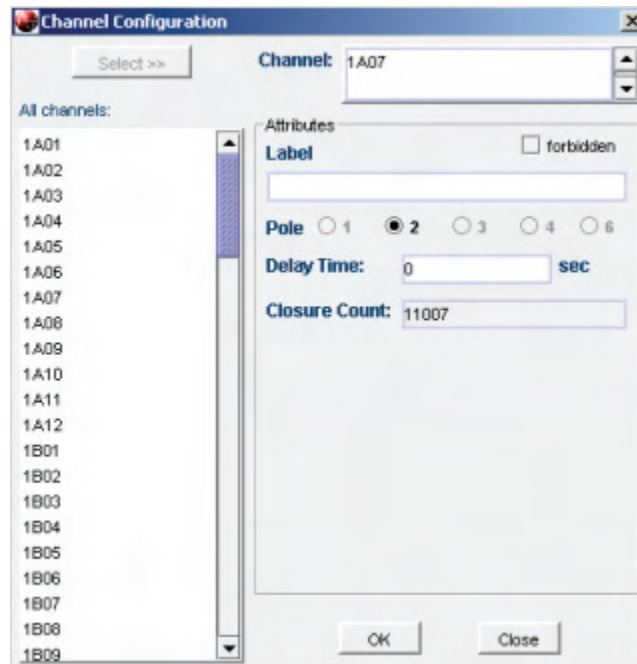 Channel Configuration
Select >>
Channel: 1A07
All channels:
1A01
1A02
1A03
1A04
1A05
1A06
1A07
1A08
1A09
1A10
1A11
1A12
1B01
1B02
1B03
1B04
1B05
1B06
1B07
1B08
1B09
Attributes
Label
forbidden
Pole 1 2 3 4 6
Delay Time: 0 sec
Closure Count: 11007
OK Close